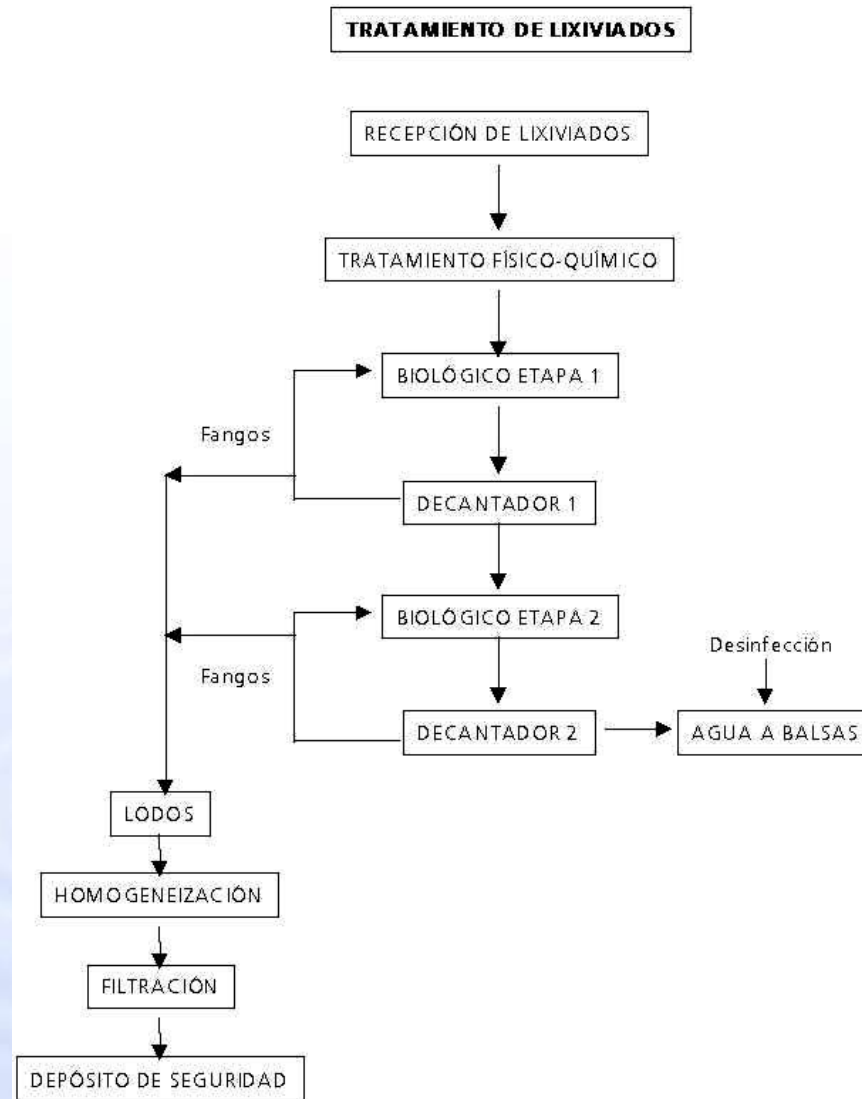 TRATAMIENTO DE LIXIVIADOS
RECEPCIÓN DE LIXIVIADOS
TRATAMIENTO FÍSICO-QUÍMICO
BIOLÓGICO ETAPA 1
Fangos
DECANTADOR 1
BIOLÓGICO ETAPA 2
Desinfección
Fangos
DECANTADOR 2
AGUA A BALSAS
LODOS
HOMOGENEIZACIÓN
FILTRACIÓN
DEPÓSITO DE SEGURIDAD